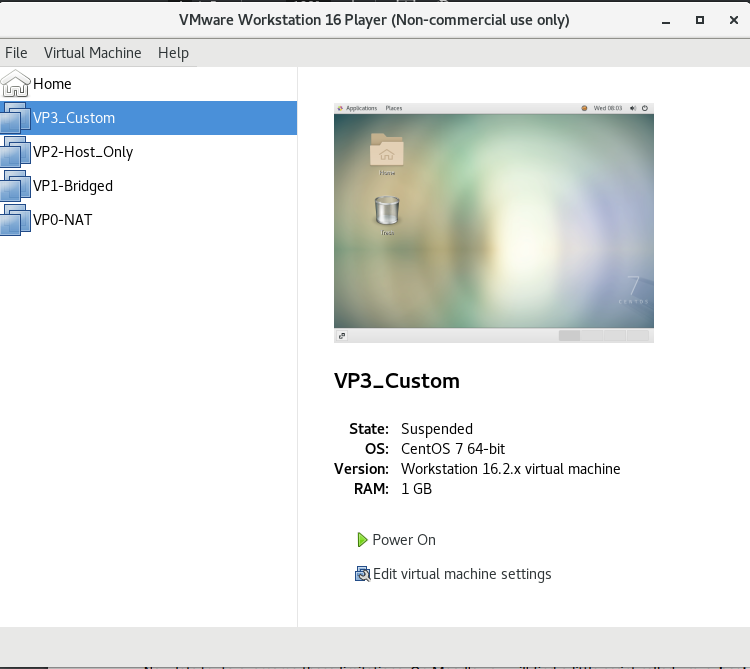 VMware Workstation 16 Player (Non-commercial use only)
File Virtual Machine Help
Home
VP3_Custom
VP2-Host_Only
VP1-Bridged
VP0-NAT
Applications Places Wed 08:03
Home
Trash
7
CENTOS
VP3_Custom
State: Suspended
OS: CentOS 7 64-bit
Version: Workstation 16.2.x virtual machine
RAM: 1 GB
Power On
Edit virtual machine settings